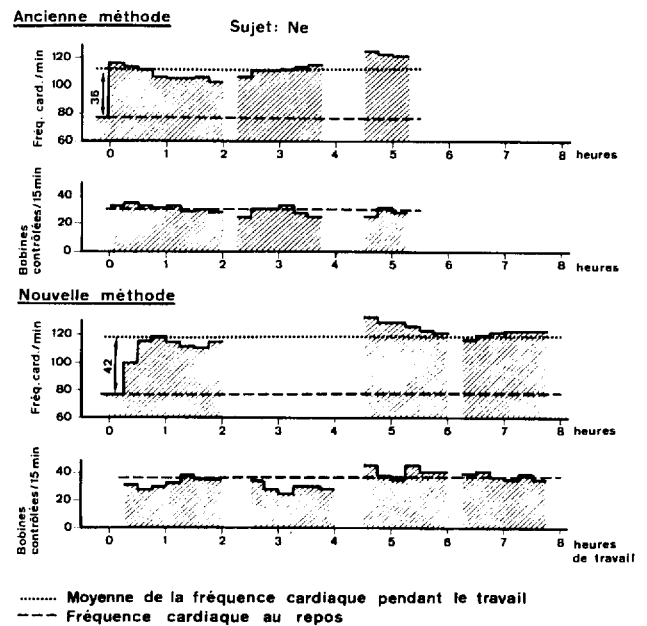 Ancienne méthode
Sujet: Ne
Fréq. card./min
120
100
80
60
36
0 1 2 3 4 5 6 7 8 heures
Bobines contrôlées/15min
40
20
0
0 1 2 3 4 5 6 7 8 heures
Nouvelle méthode
Fréq.card./min
120
100
80
60
42
0 1 2 3 4 5 6 7 8 heures
Bobines contrôlées/15min
40
20
0
0 1 2 3 4 5 6 7 8 heures
de travail
Moyenne de la fréquence cardiaque pendant le travail
Fréquence cardiaque au repos